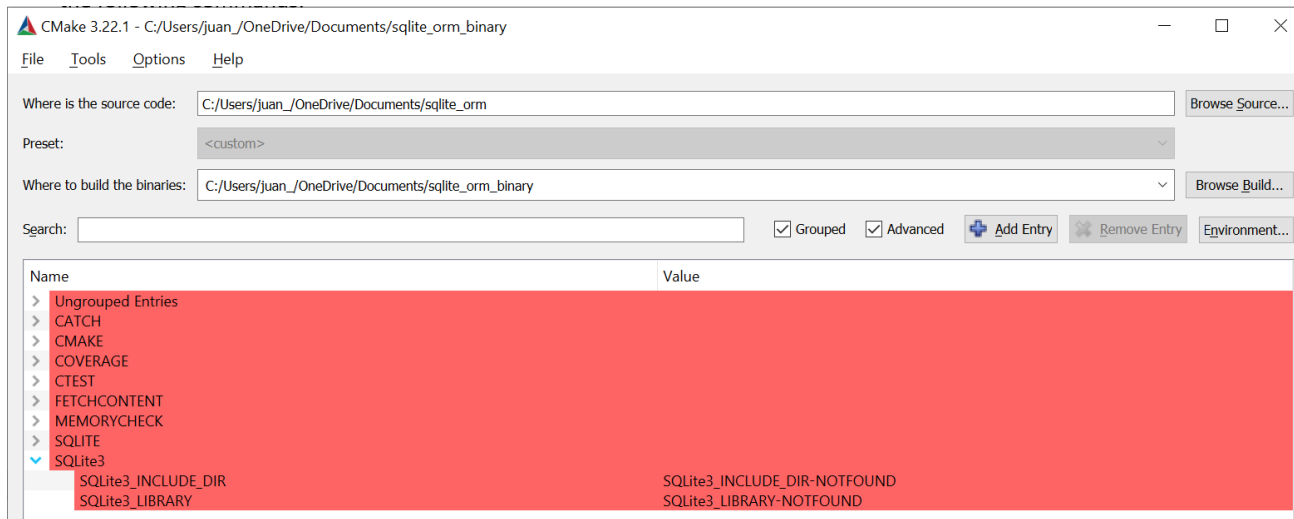 the following commands:
CMake 3.22.1 - C:/Users/juan_/OneDrive/Documents/sqlite_orm_binary
File Tools Options Help
Where is the source code: C:/Users/juan_/OneDrive/Documents/sqlite_orm Browse Source...
Preset: <custom>
Where to build the binaries: C:/Users/juan_/OneDrive/Documents/sqlite_orm_binary Browse Build...
Search: Grouped Advanced Add Entry Remove Entry Environment...
Name Value
Ungrouped Entries
CATCH
CMAKE
COVERAGE
CTEST
FETCHCONTENT
MEMORYCHECK
SQLITE
SQLite3
SQLite3_INCLUDE_DIR SQLite3_INCLUDE_DIR-NOTFOUND
SQLite3_LIBRARY SQLite3_LIBRARY-NOTFOUND